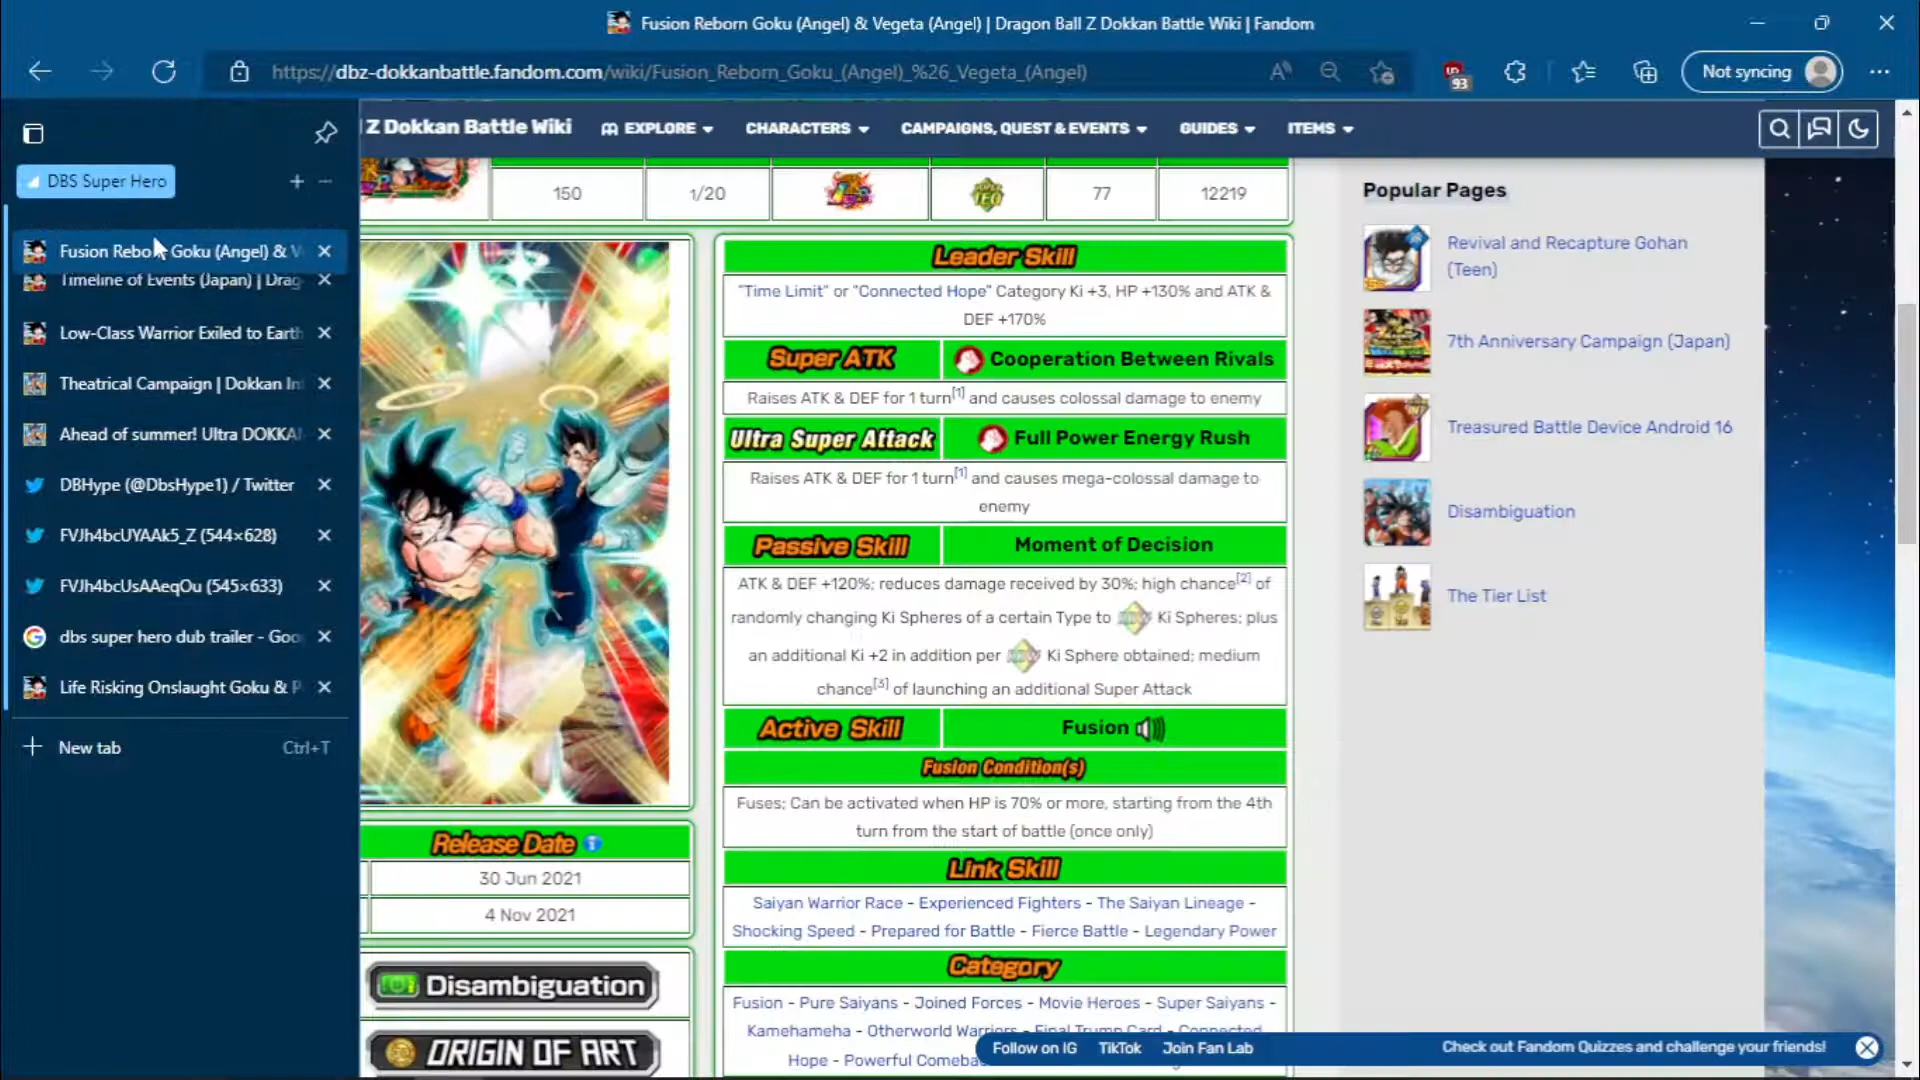 Fusion Reborn Goku (Angel) & Vegeta (Angel) | Dragon Ball Z Dokkan Battle Wiki | Fandom
https://dbz-dokkanbattle.fandom.com/wiki/Fusion_Reborn_Goku_(Angel)_%26_Vegeta_(Angel)
93
Not syncing
Z Dokkan Battle Wiki
EXPLORE
CHARACTERS
CAMPAIGNS, QUEST & EVENTS
GUIDES
ITEMS
DBS Super Hero
Fusion Rebo Goku (Angel) & V
Timeline of Events (Japan) | Drag
Low-Class Warrior Exiled to Earth
Theatrical Campaign | Dokkan In
Ahead of summer! Ultra DOKKA
DBHype (@DbsHype1) / Twitter
FVJh4bcUYAAk5_Z (544×628)
FVJh4bcUsAAeqOu (545×633)
dbs super hero dub trailer - Goo
Life Risking Onslaught Goku & P
New tab
Ctrl+T
150
1/20
77
12219
Leader Skill
"Time Limit" or "Connected Hope" Category Ki +3, HP +130% and ATK &
DEF +170%
Super ATK
Cooperation Between Rivals
Raises ATK & DEF for 1 turn[1] and causes colossal damage to enemy
Ultra Super Attack
Full Power Energy Rush
Raises ATK & DEF for 1 turn[1] and causes mega-colossal damage to
enemy
Passive Skill
Moment of Decision
ATK & DEF +120%; reduces damage received by 30%; high chance[2] of
randomly changing Ki Spheres of a certain Type to Ki Spheres; plus
an additional Ki +2 in addition per Ki Sphere obtained; medium
chance[3] of launching an additional Super Attack
Active Skill
Fusion
Fusion Condition(s)
Fuses; Can be activated when HP is 70% or more, starting from the 4th
turn from the start of battle (once only)
Link Skill
Saiyan Warrior Race - Experienced Fighters - The Saiyan Lineage -
Shocking Speed - Prepared for Battle - Fierce Battle - Legendary Power
Category
Fusion - Pure Saiyans - Joined Forces - Movie Heroes - Super Saiyans -
Kamehameha - Otherworld Warriors - Final Trump Card - Connected
Hope - Powerful Comeba
Release Date
30 Jun 2021
4 Nov 2021
Disambiguation
ORIGIN OF ART
Popular Pages
Revival and Recapture Gohan
(Teen)
7th Anniversary Campaign (Japan)
Treasured Battle Device Android 16
Disambiguation
The Tier List
Follow on IG
TikTok
Join Fan Lab
Check out Fandom Quizzes and challenge your friends!